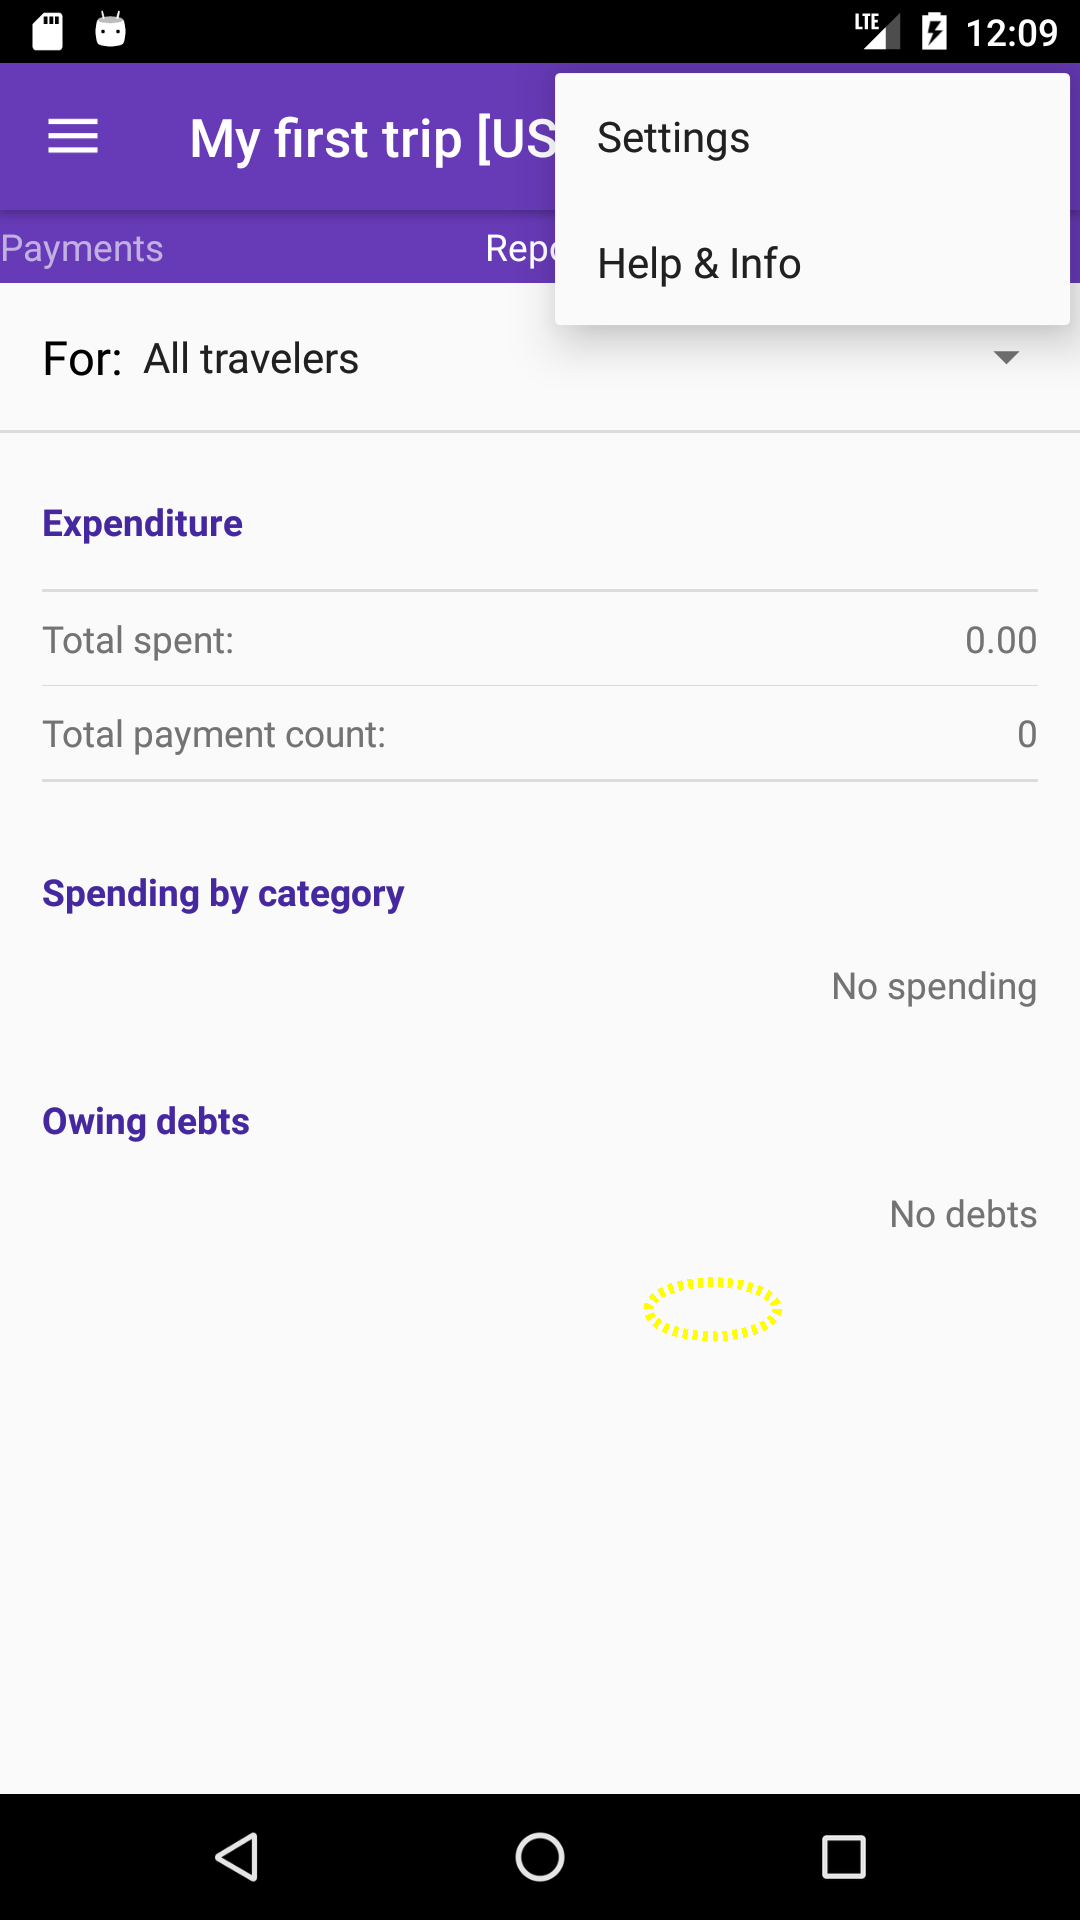 LTE 12:09
My first trip [US
Settings
Payments
Repo
Help & Info
For: All travelers
Expenditure
Total spent: 0.00
Total payment count: 0
Spending by category
No spending
Owing debts
No debts